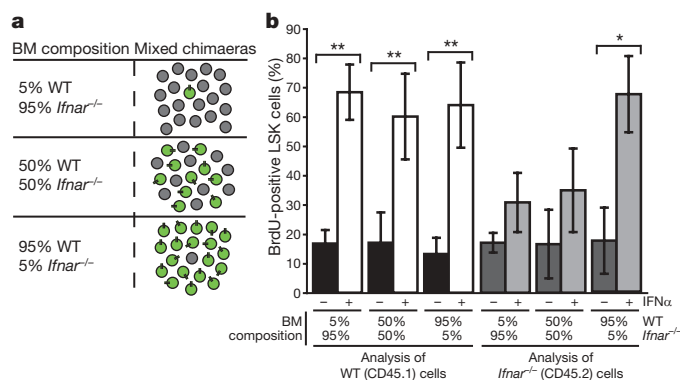 a
BM composition Mixed chimaeras
5% WT
95% Ifnar–/–
50% WT
50% Ifnar–/–
95% WT
5% Ifnar–/–
b
BrdU-positive LSK cells (%)
90
80
70
60
50
40
30
20
10
0
** ** ** *
– + – + – + – + – + – + IFNα
BM composition
5% 50% 95% 5% 50% 95% WT
95% 50% 5% 95% 50% 5% Ifnar–/–
Analysis of
WT (CD45.1) cells
Analysis of
Ifnar–/– (CD45.2) cells